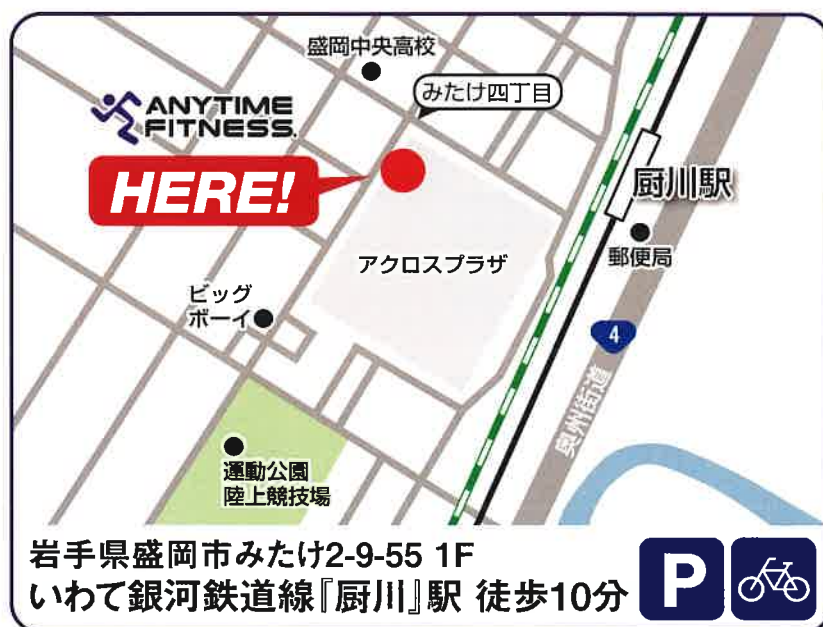 盛岡中央高校
みたけ四丁目
ANYTIME
FITNESS.
HERE!
厨川駅
アクロスプラザ
郵便局
ビッグ
ボーイ
4
奥州街道
運動公園
陸上競技場
岩手県盛岡市みたけ2-9-55 1F
いわて銀河鉄道線『厨川』駅 徒歩10分
P